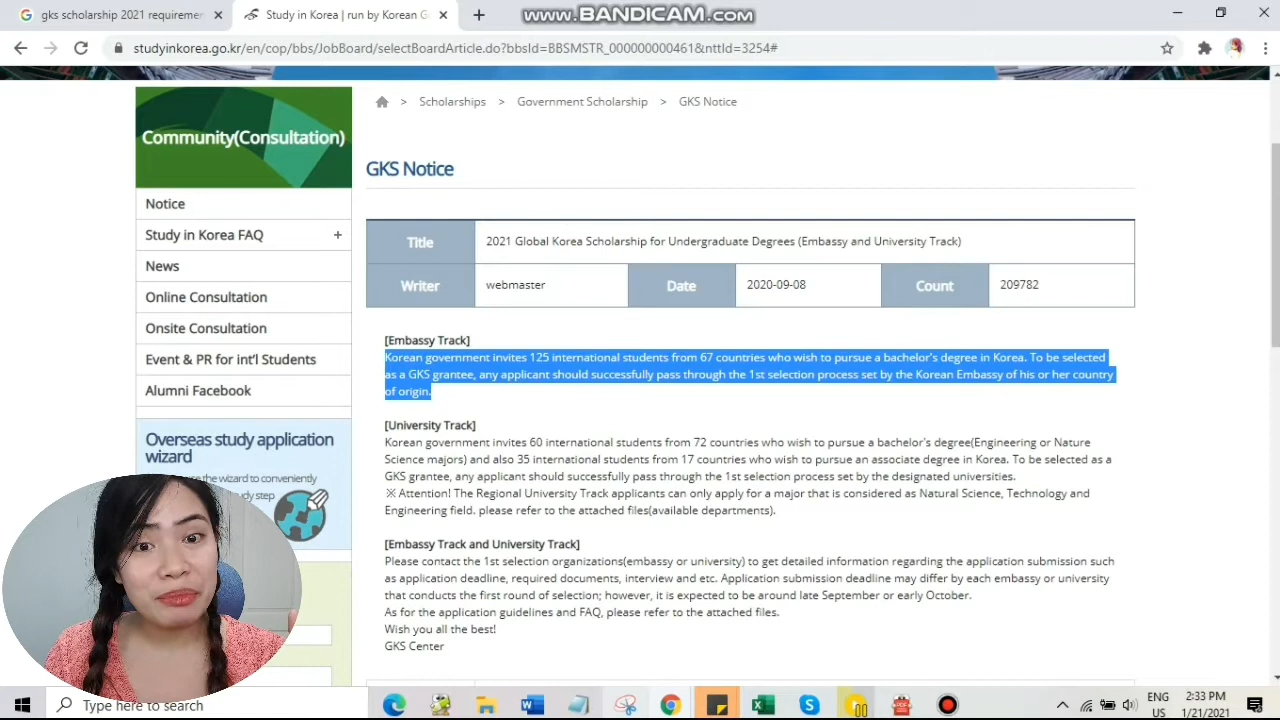 gks scholarship 2021 requiremen
Study in Korea | run by Korean G
www.BANDICAM.com
studyinkorea.go.kr/en/cop/bbs/JobBoard/selectBoardArticle.do?bbsId=BBSMSTR_000000000461&nttId=3254#
Community(Consultation)
Notice
Study in Korea FAQ +
News
Online Consultation
Onsite Consultation
Event & PR for int'l Students
Alumni Facebook
Overseas study application
wizard
the wizard to conveniently
step
> Scholarships > Government Scholarship > GKS Notice
GKS Notice
Title 2021 Global Korea Scholarship for Undergraduate Degrees (Embassy and University Track)
Writer webmaster Date 2020-09-08 Count 209782
[Embassy Track]
Korean government invites 125 international students from 67 countries who wish to pursue a bachelor's degree in Korea. To be selected
as a GKS grantee, any applicant should successfully pass through the 1st selection process set by the Korean Embassy of his or her country
of origin.
[University Track]
Korean government invites 60 international students from 72 countries who wish to pursue a bachelor's degree(Engineering or Nature
Science majors) and also 35 international students from 17 countries who wish to pursue an associate degree in Korea. To be selected as a
GKS grantee, any applicant should successfully pass through the 1st selection process set by the designated universities.
※ Attention! The Regional University Track applicants can only apply for a major that is considered as Natural Science, Technology and
Engineering field. please refer to the attached files(available departments).
[Embassy Track and University Track]
Please contact the 1st selection organizations(embassy or university) to get detailed information regarding the application submission such
as application deadline, required documents, interview and etc. Application submission deadline may differ by each embassy or university
that conducts the first round of selection; however, it is expected to be around late September or early October.
As for the application guidelines and FAQ, please refer to the attached files.
Wish you all the best!
GKS Center
Type here to search
ENG
US
2:33 PM
1/21/2021